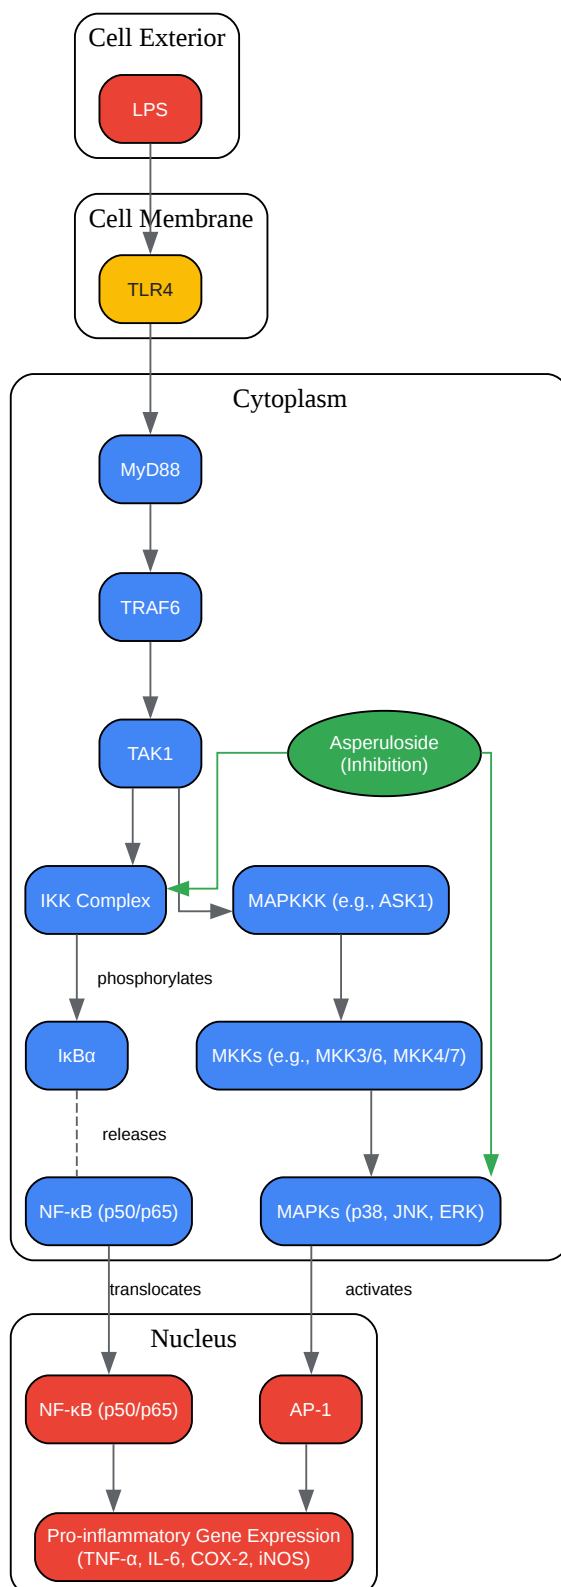 Cell Exterior
LPS
Cell Membrane
TLR4
Cytoplasm
MyD88
TRAF6
TAK1
Asperuloside
(Inhibition)
IKK Complex
MAPKKK (e.g., ASK1)
phosphorylates
IκBα
MKKs (e.g., MKK3/6, MKK4/7)
releases
NF-κB (p50/p65)
MAPKs (p38, JNK, ERK)
translocates
activates
Nucleus
NF-κB (p50/p65)
AP-1
Pro-inflammatory Gene Expression
(TNF-α, IL-6, COX-2, iNOS)